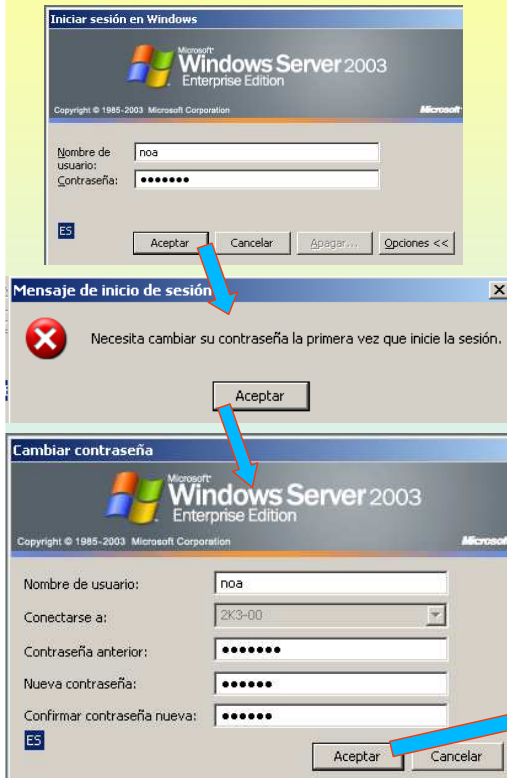 Iniciar sesión en Windows
Microsoft
Windows Server 2003
Enterprise Edition
Copyright © 1985-2003 Microsoft Corporation
Microsoft
Nombre de usuario:
noa
Contraseña:
•••••••
ES
Aceptar
Cancelar
Apagar...
Opciones <<
Mensaje de inicio de sesión
Necesita cambiar su contraseña la primera vez que inicie la sesión.
Aceptar
Cambiar contraseña
Microsoft
Windows Server 2003
Enterprise Edition
Copyright © 1985-2003 Microsoft Corporation
Microsoft
Nombre de usuario:
noa
Conectarse a:
2K3-00
Contraseña anterior:
•••••••
Nueva contraseña:
••••••
Confirmar contraseña nueva:
••••••
ES
Aceptar
Cancelar